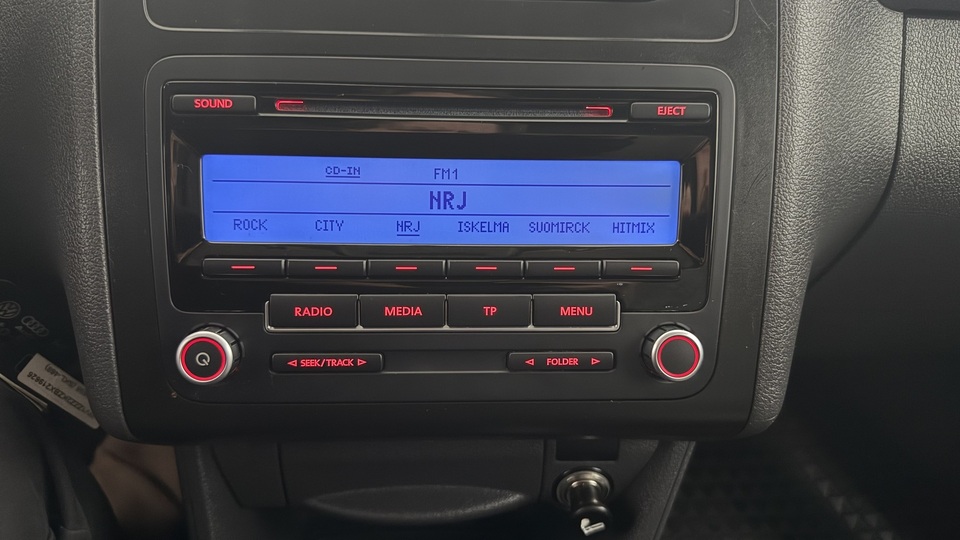 SOUND EJECT
CD-IN FM1
NRJ
ROCK CITY NRJ ISKELMA SUOMIRCK HITMIX
RADIO MEDIA TP MENU
SEEK/TRACK FOLDER